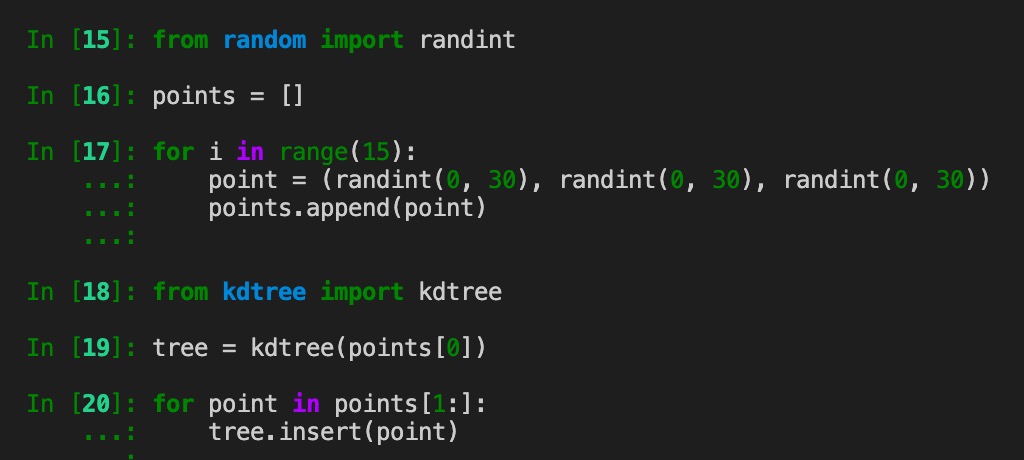 In [15]: from random import randint
In [16]: points = []
In [17]: for i in range(15):
    ...:     point = (randint(0, 30), randint(0, 30), randint(0, 30))
    ...:     points.append(point)
    ...:
In [18]: from kdtree import kdtree
In [19]: tree = kdtree(points[0])
In [20]: for point in points[1:]:
    ...:     tree.insert(point)